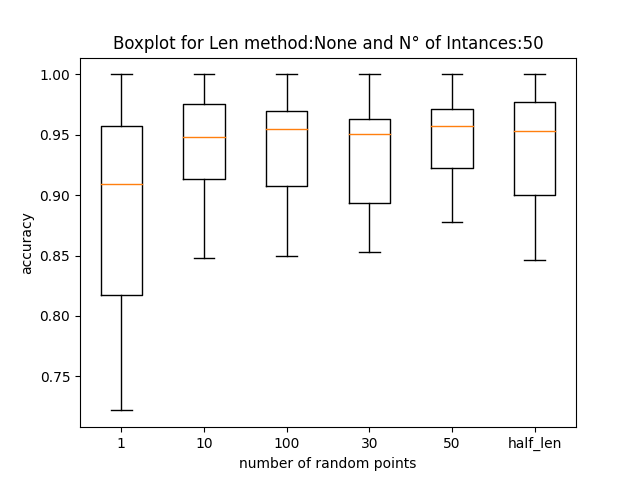 Boxplot for Len method:None and N° of Intances:50
1.00
0.95
0.90
0.85
0.80
0.75
accuracy
1 10 100 30 50 half_len
number of random points